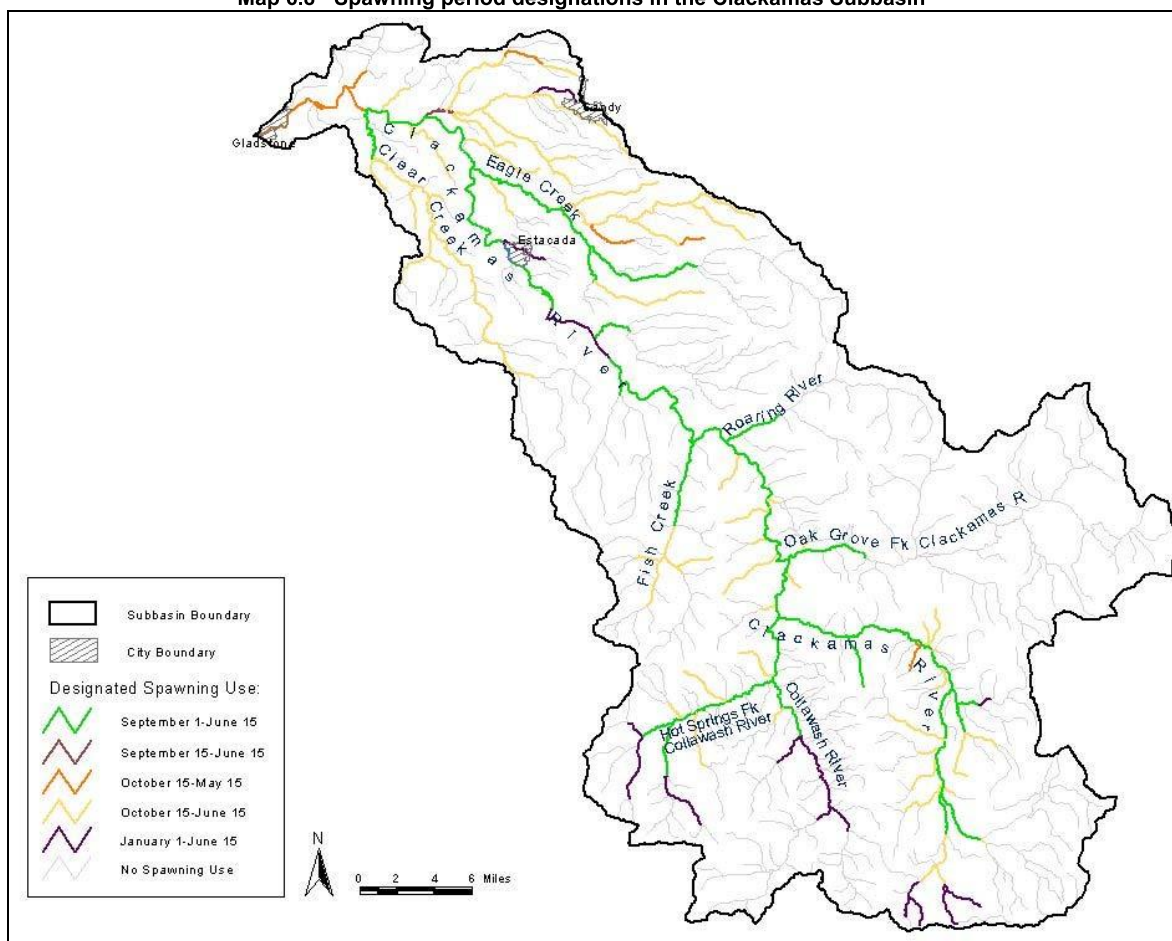 Map 6.8 Spawning period designations in the Clackamas Subbasin
Gladstone
Sandy
Clackamas River
Clear Creek
Eagle Creek
Estacada
Roaring River
Fish Creek
Oak Grove Fk Clackamas R
Clackamas River
Hot Springs Fk
Collawash River
Collawash River
Subbasin Boundary
City Boundary
Designated Spawning Use:
September 1-June 15
September 15-June 15
October 15-May 15
October 15-June 15
January 1-June 15
No Spawning Use
N
0 2 4 6 Miles